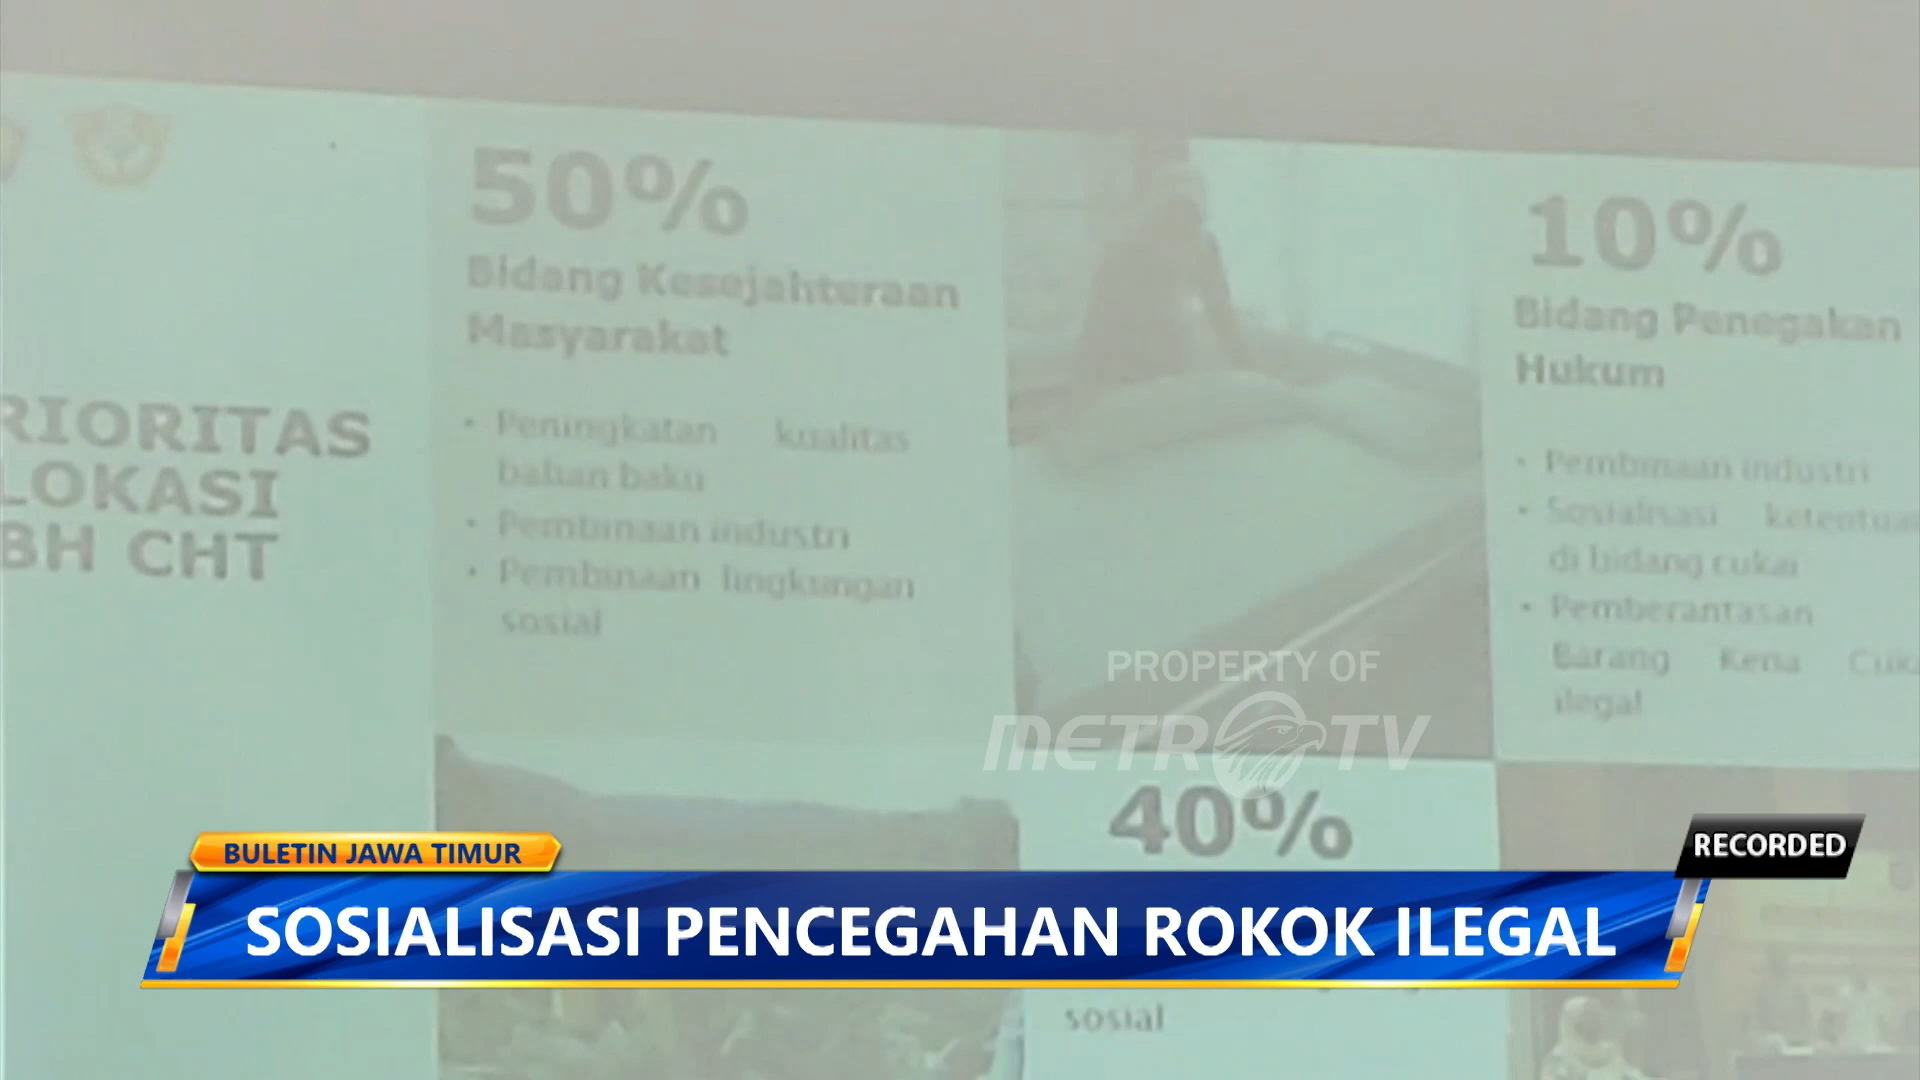 RIORITAS
LOKASI
BH CHT
50%
Bidang Kesejahteraan
Masyarakat
• Peningkatan kualitas
bahan baku
• Pembinaan industri
• Pembinaan lingkungan
sosial
10%
Bidang Penegakan
Hukum
• Pembinaan industri
• Sosialisasi ketentuan
di bidang cukai
• Pemberantasan
Barang Kena Cuka
ilegal
PROPERTY OF
METRO TV
40%
sosial
BULETIN JAWA TIMUR
RECORDED
SOSIALISASI PENCEGAHAN ROKOK ILEGAL